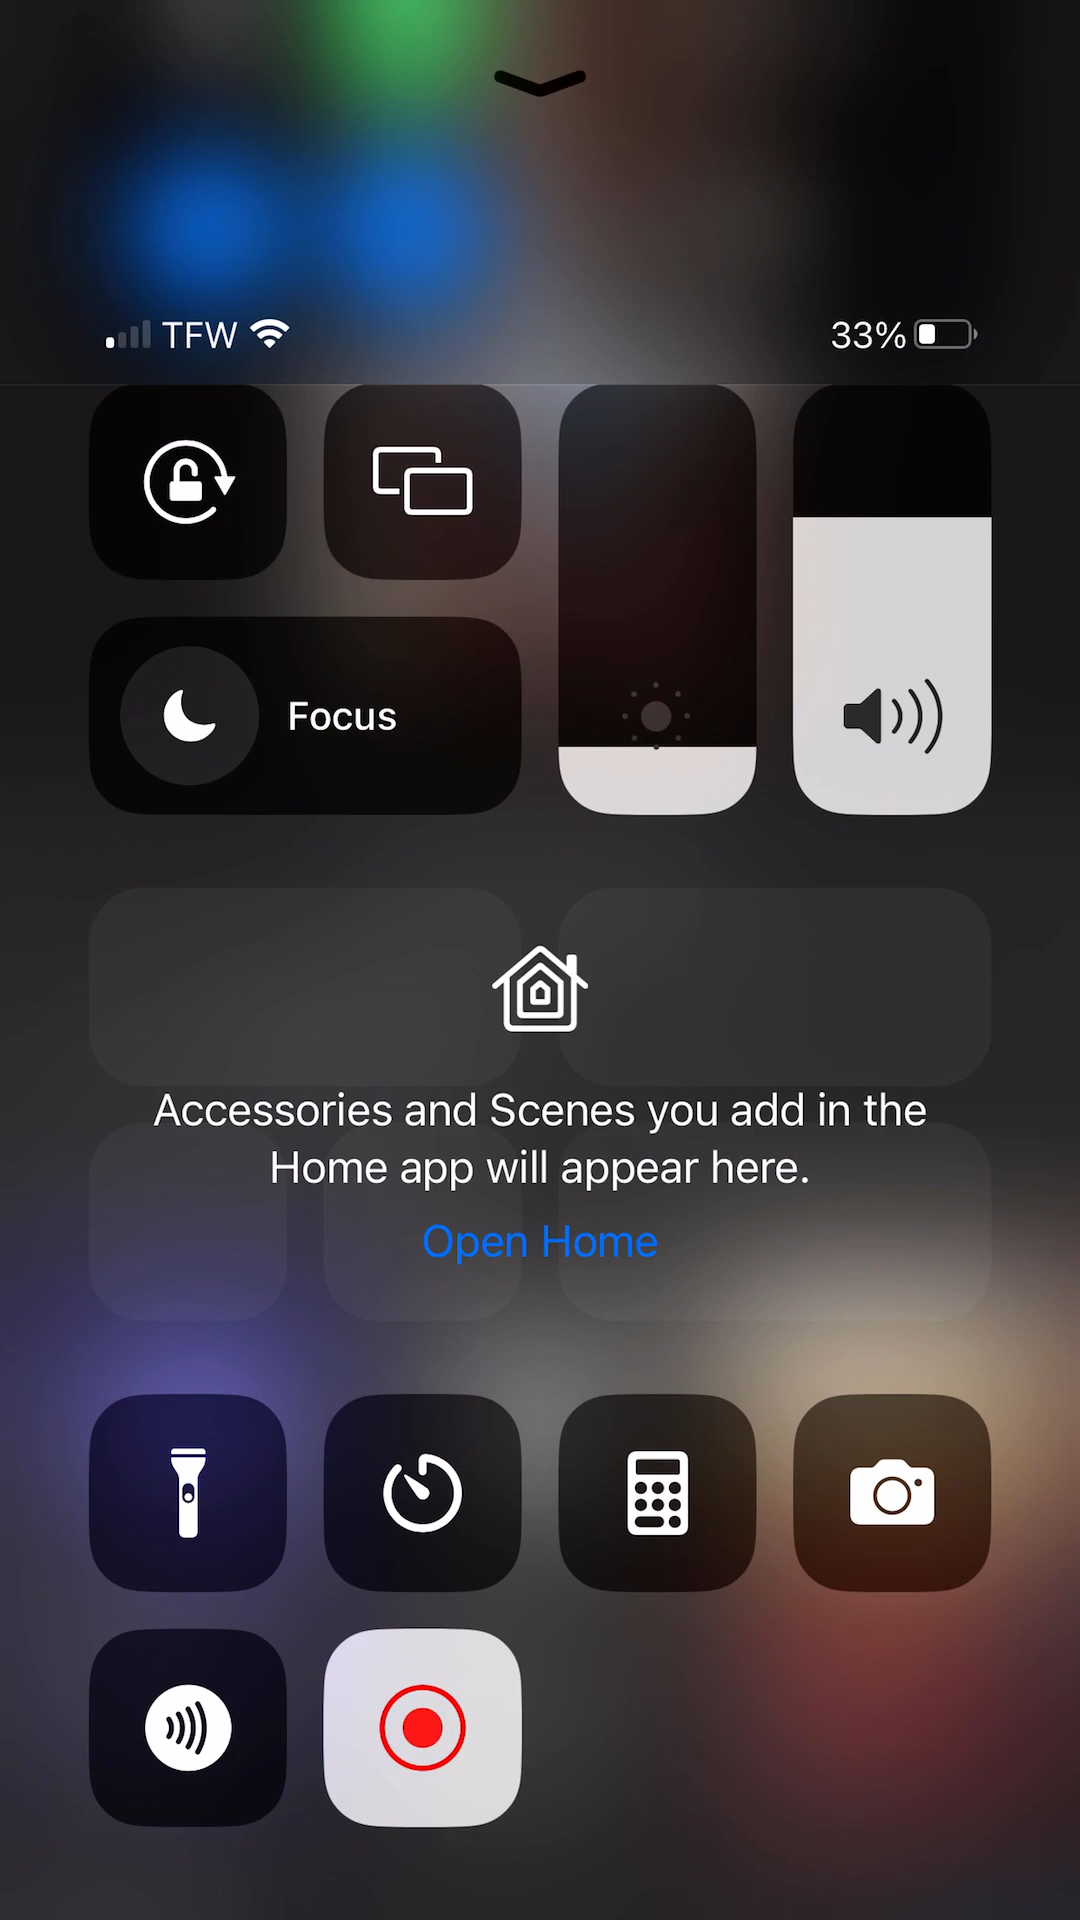 TFW
33%
Focus
Accessories and Scenes you add in the
Home app will appear here.
Open Home